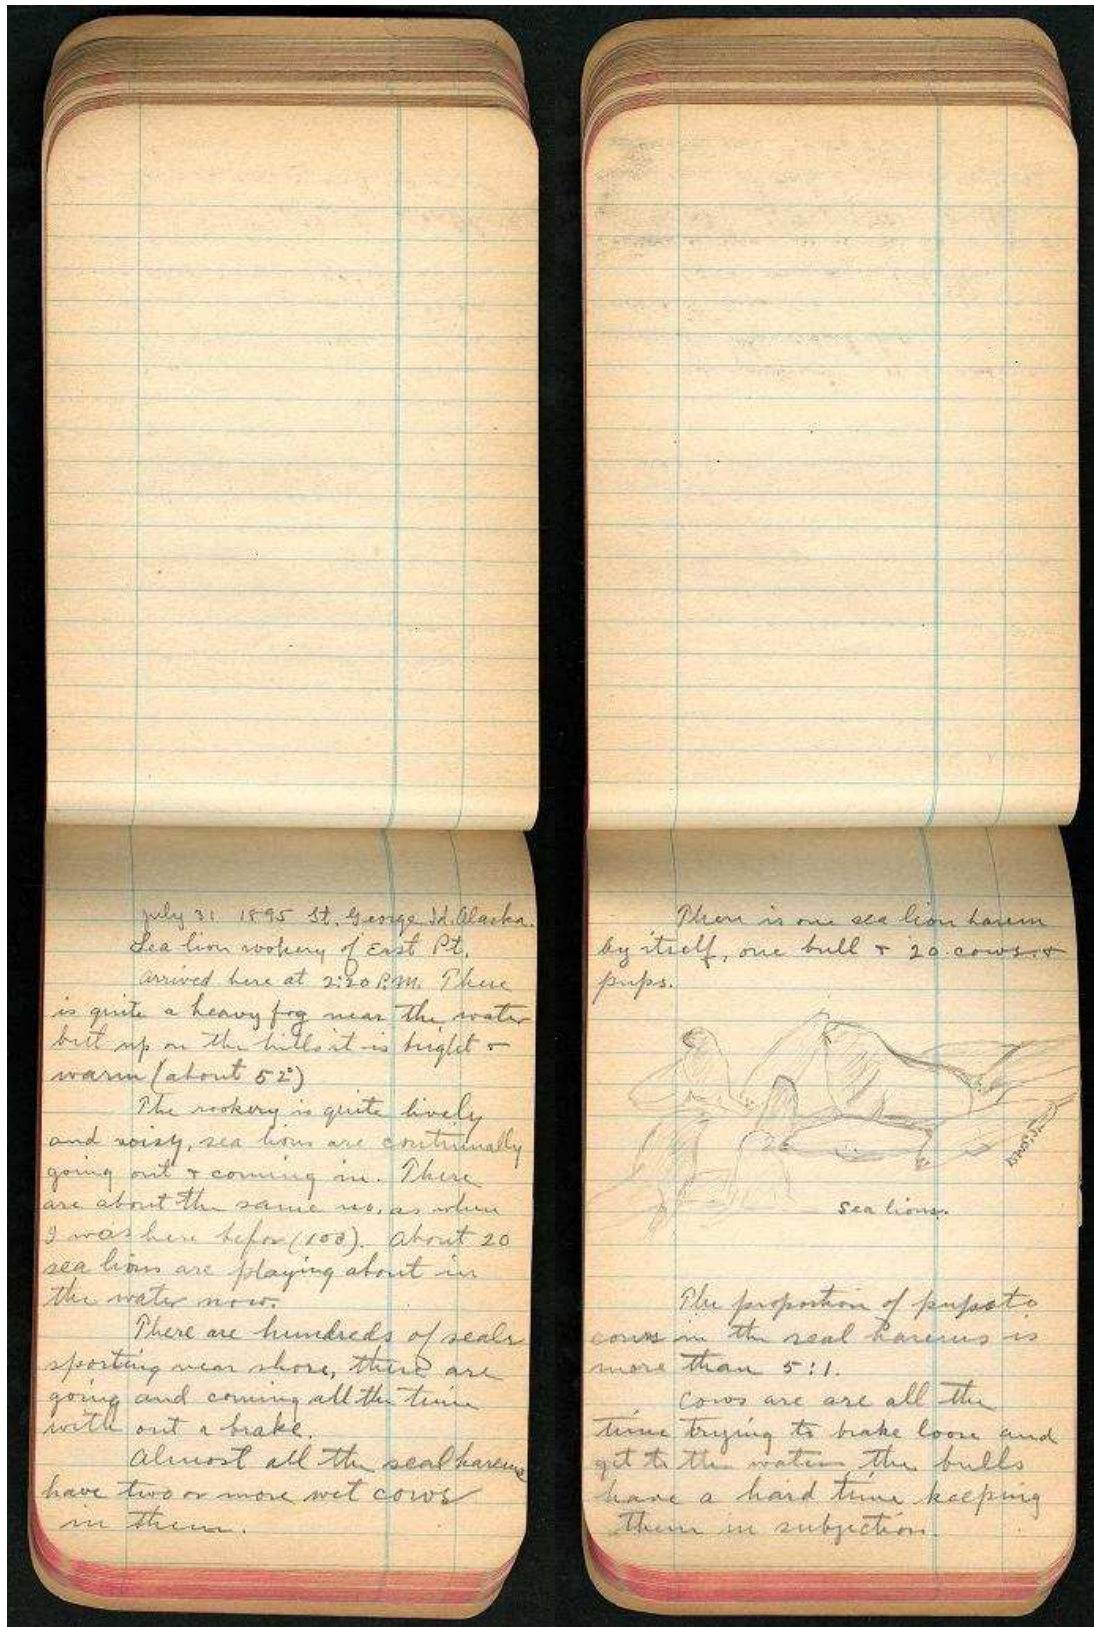 July 31 1895 St. George Id. Alaska.
Sea lion rookery of East Pt.
Arrived here at 2:20 P.M. There
is quite a heavy fog near the water
but up on the hills it is bright &
warm (about 52°)
The rookery is quite lively
and noisy, sea lions are continually
going out & coming in. There
are about the same no. as when
I was here befor (100). About 20
sea lions are playing about in
the water now.
There are hundreds of seals
sporting near shore, there are
going and coming all the time
with out a brake.
Almost all the seal harems
have two or more wet cows
in them.
There is one sea lion harem
by itself, one bull & 20 cows &
pups.
Sea lions.
The proportion of pups to
cows in the seal harems is
more than 5:1.
Cows are are all the
time trying to brake loose and
get to the water the bulls
have a hard time keeping
them in subjection.